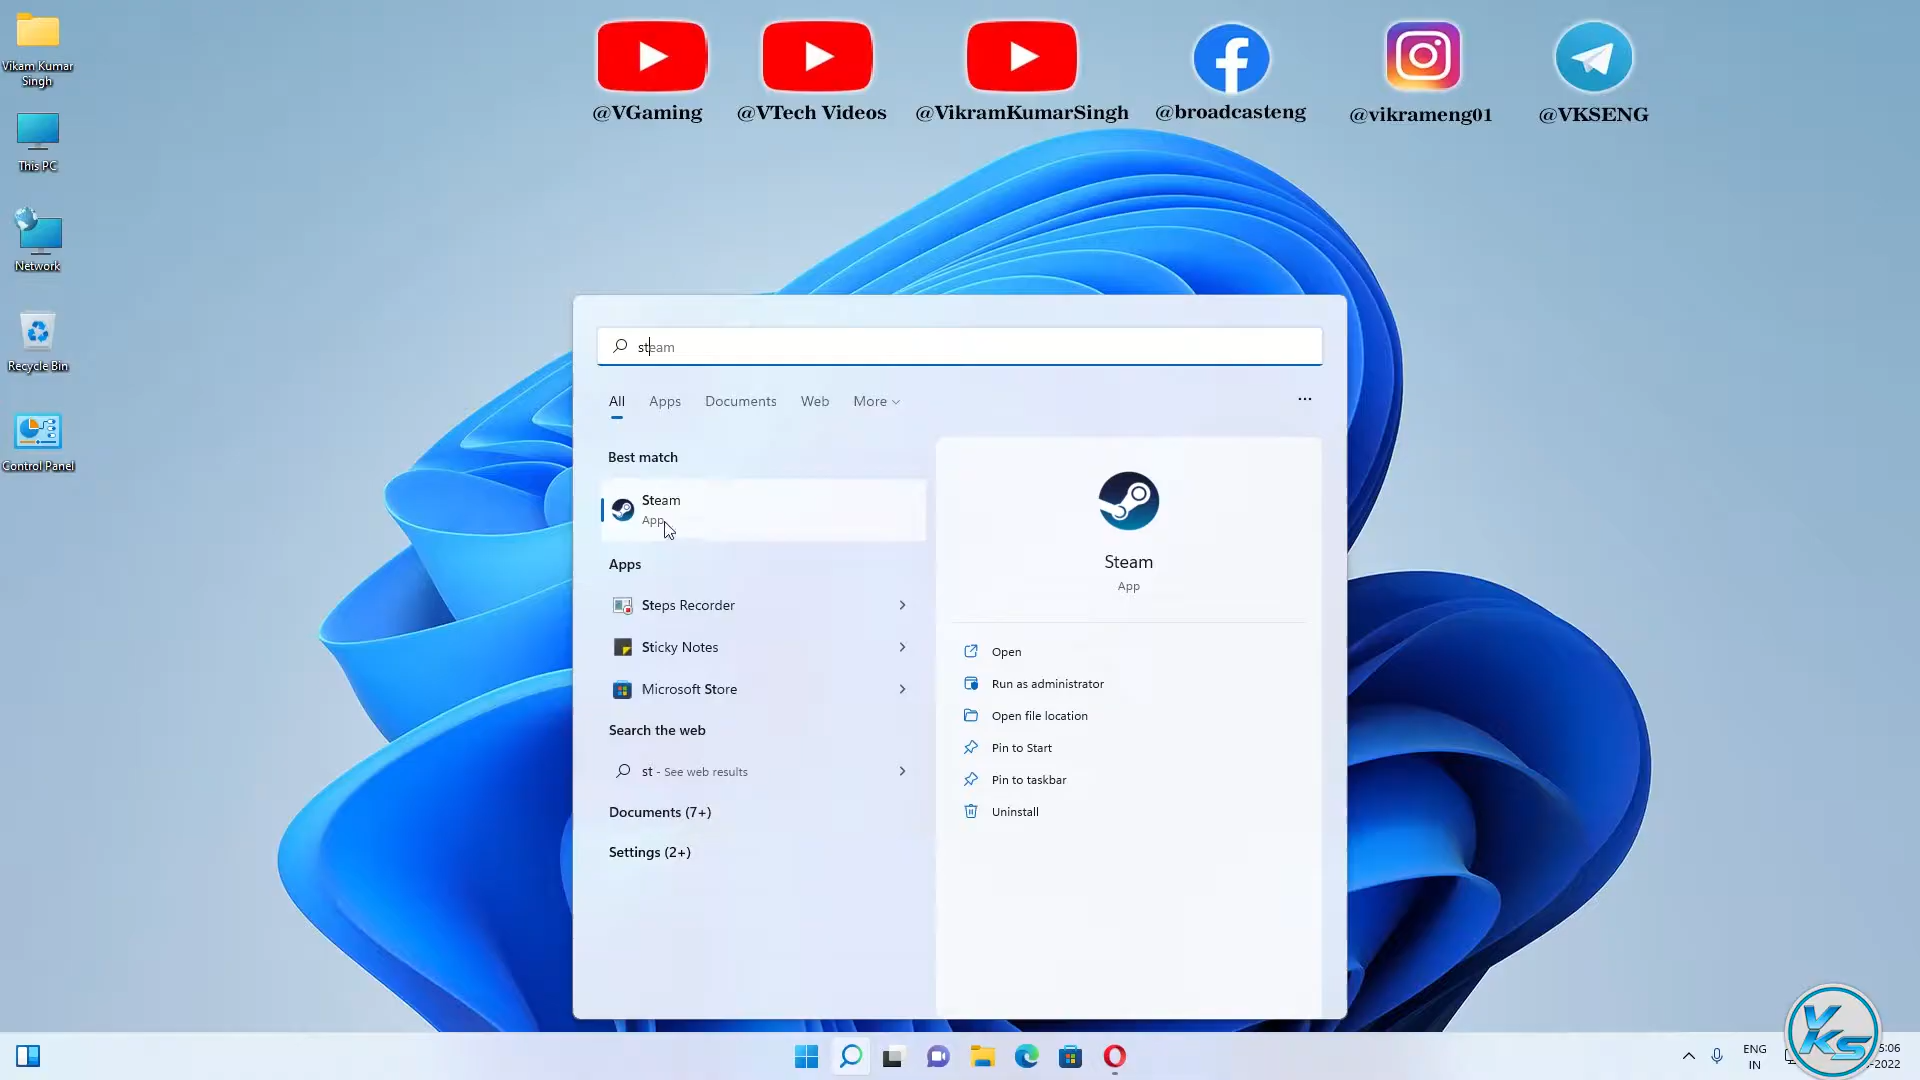 Vikam Kumar
Singh
This PC
Network
Recycle Bin
Control Panel
@VGaming
@VTech Videos
@VikramKumarSingh
@broadcasteng
@vikrameng01
@VKSENG
steam
All
Apps
Documents
Web
More
Best match
Steam
App
Apps
Steps Recorder
Sticky Notes
Microsoft Store
Search the web
st - See web results
Documents (7+)
Settings (2+)
Steam
App
Open
Run as administrator
Open file location
Pin to Start
Pin to taskbar
Uninstall
ENG
IN
5:06
-2022
VKS